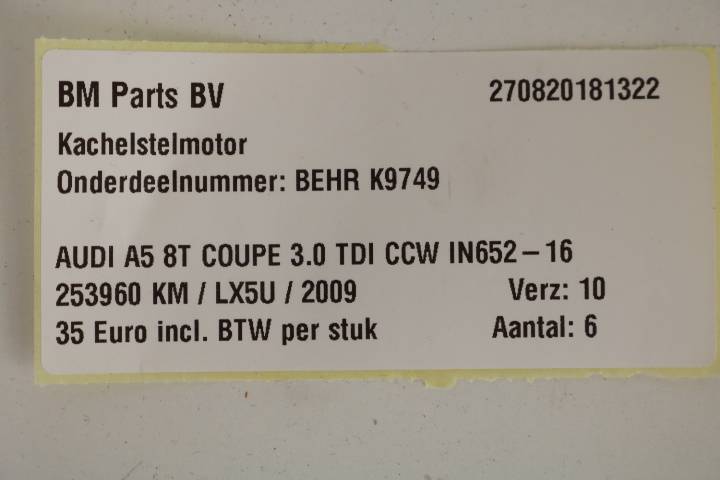 BM Parts BV 270820181322
Kachelstelmotor
Onderdeelnummer: BEHR K9749
AUDI A5 8T COUPE 3.0 TDI CCW IN652-16
253960 KM / LX5U / 2009 Verz: 10
35 Euro incl. BTW per stuk Aantal: 6